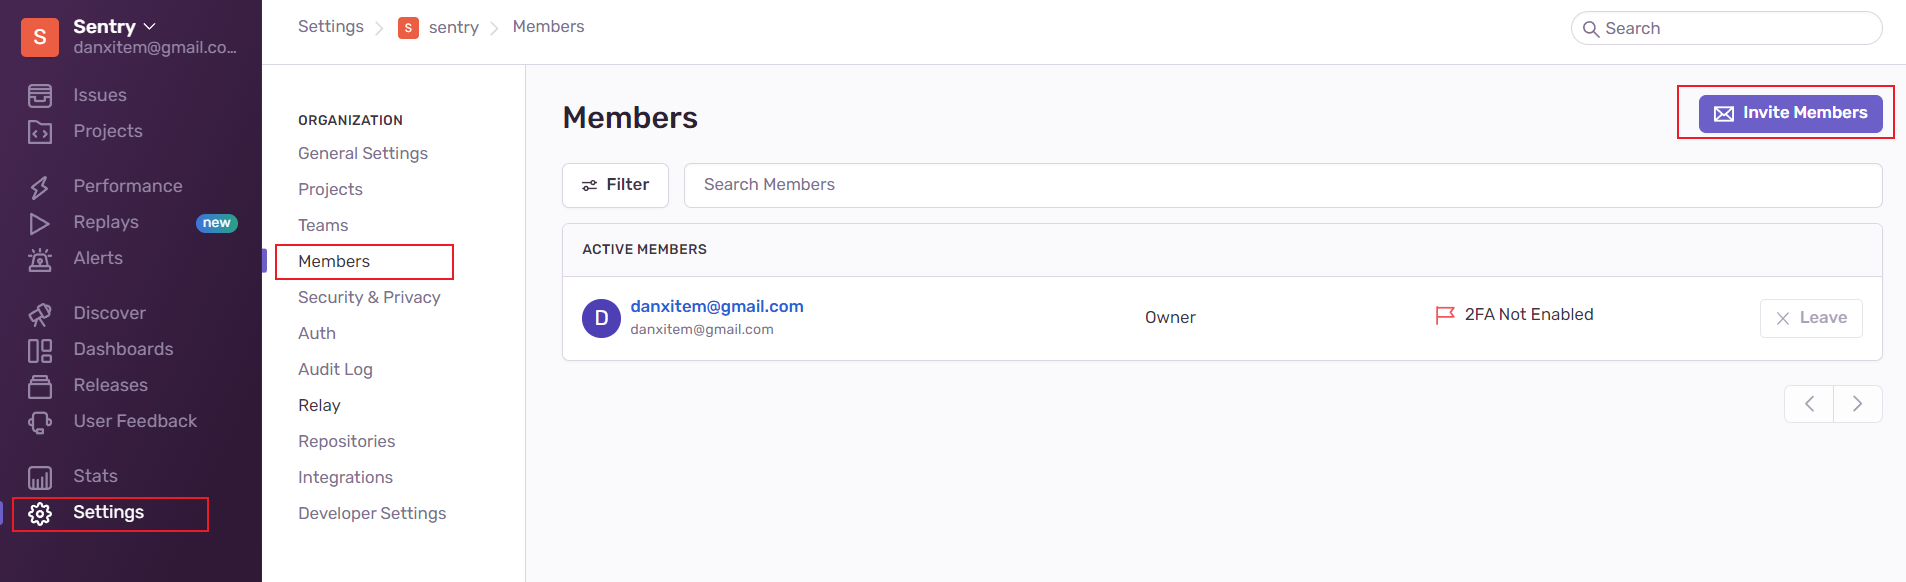 S
Sentry
danxitem@gmail.co...
Issues
Projects
Performance
Replays new
Alerts
Discover
Dashboards
Releases
User Feedback
Stats
Settings
Settings S sentry Members
Search
ORGANIZATION
General Settings
Projects
Teams
Members
Security & Privacy
Auth
Audit Log
Relay
Repositories
Integrations
Developer Settings
Members
Invite Members
Filter
Search Members
ACTIVE MEMBERS
D
danxitem@gmail.com
danxitem@gmail.com
Owner
2FA Not Enabled
Leave